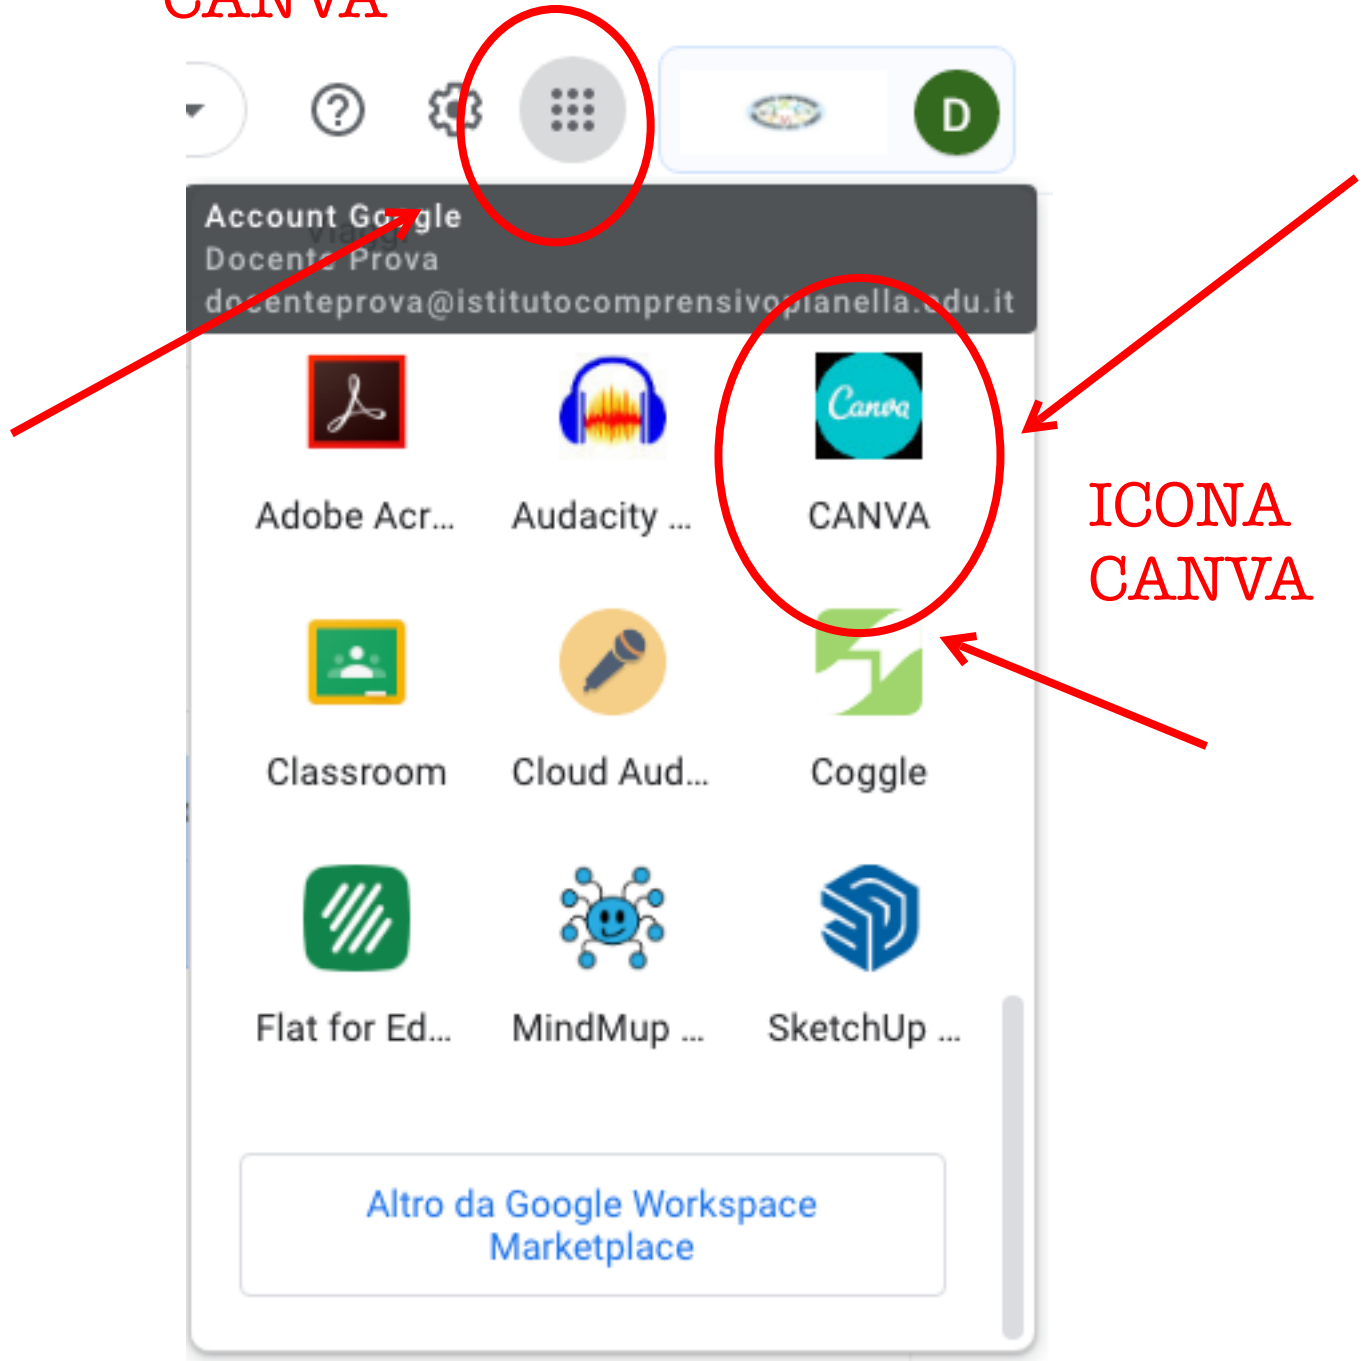 CANVA
D
Account Google
Viaggi
Docente Prova
docenteprova@istitutocomprensivopianella.edu.it
Canva
Adobe Acr...
Audacity ...
CANVA
ICONA
CANVA
Classroom
Cloud Aud...
Coggle
Flat for Ed...
MindMup ...
SketchUp ...
Altro da Google Workspace
Marketplace